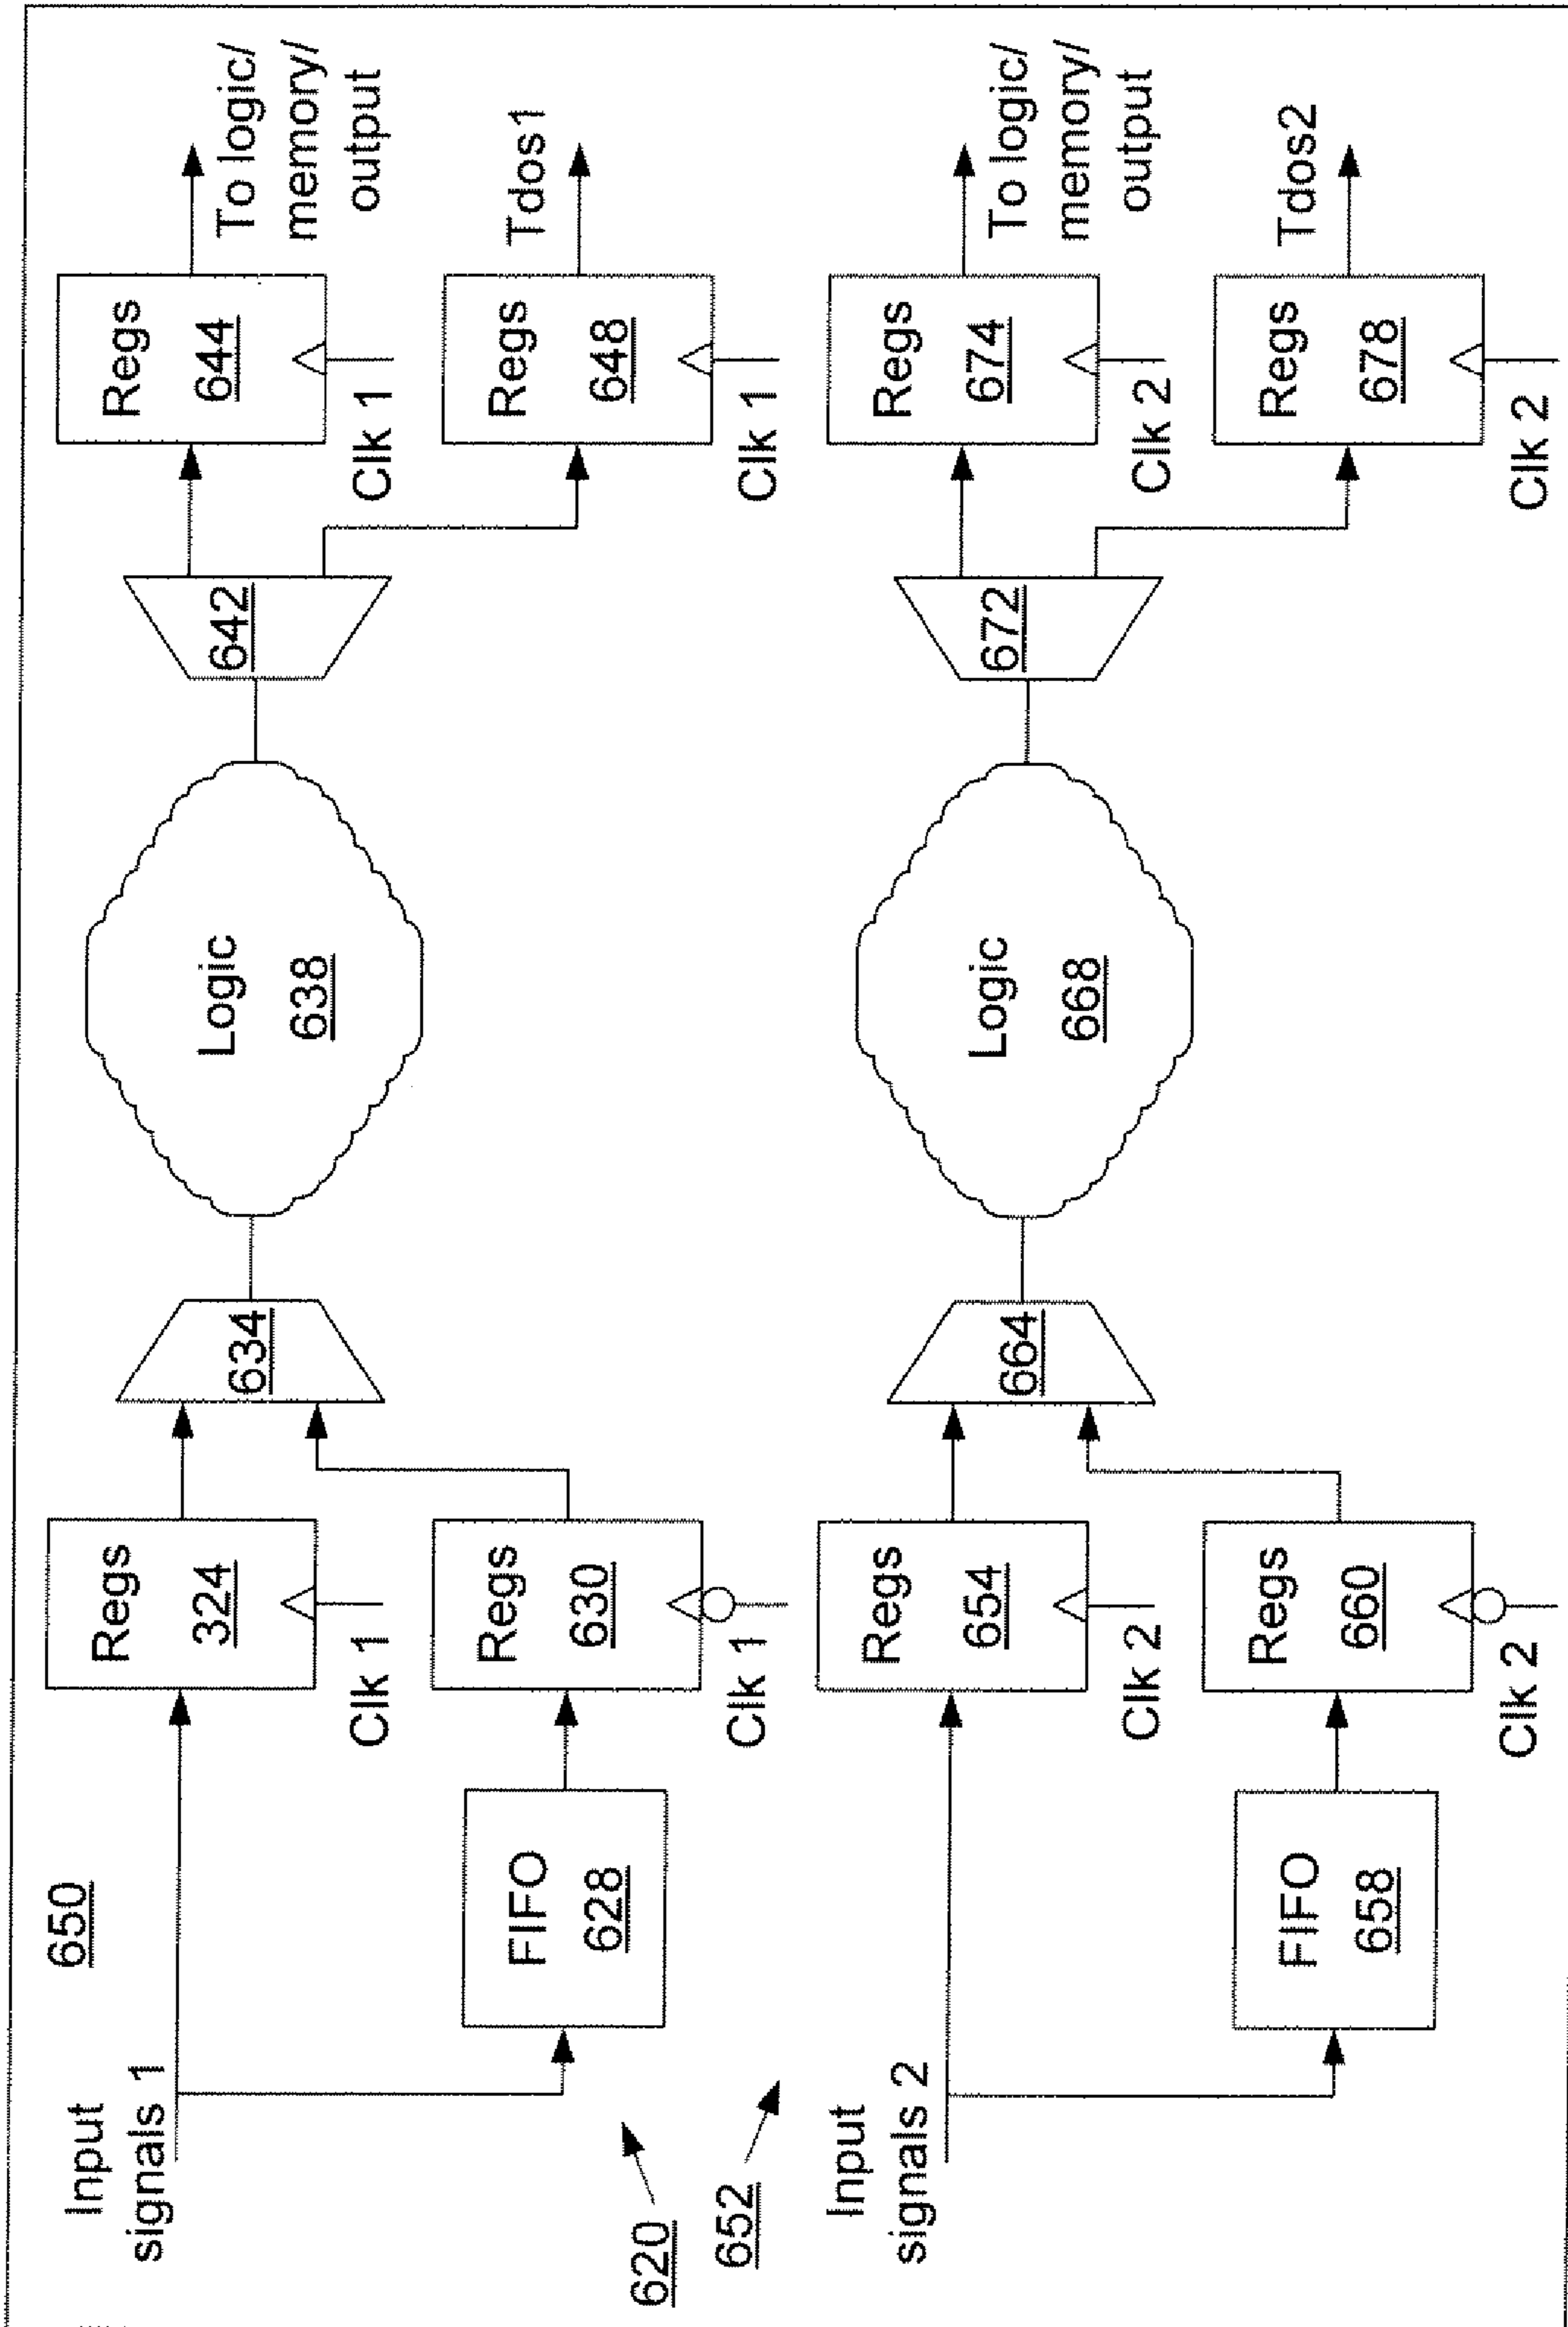 650
Input
signals 1
Regs
324
Clk 1
634
Logic
638
642
Regs
644
Clk 1
To logic/
memory/
output
FIFO
628
Regs
630
Clk 1
Regs
648
Clk 1
Tdos1
620
652
Input
signals 2
Regs
654
Clk 2
664
Logic
668
672
Regs
674
Clk 2
To logic/
memory/
output
FIFO
658
Regs
660
Clk 2
Regs
678
Clk 2
Tdos2